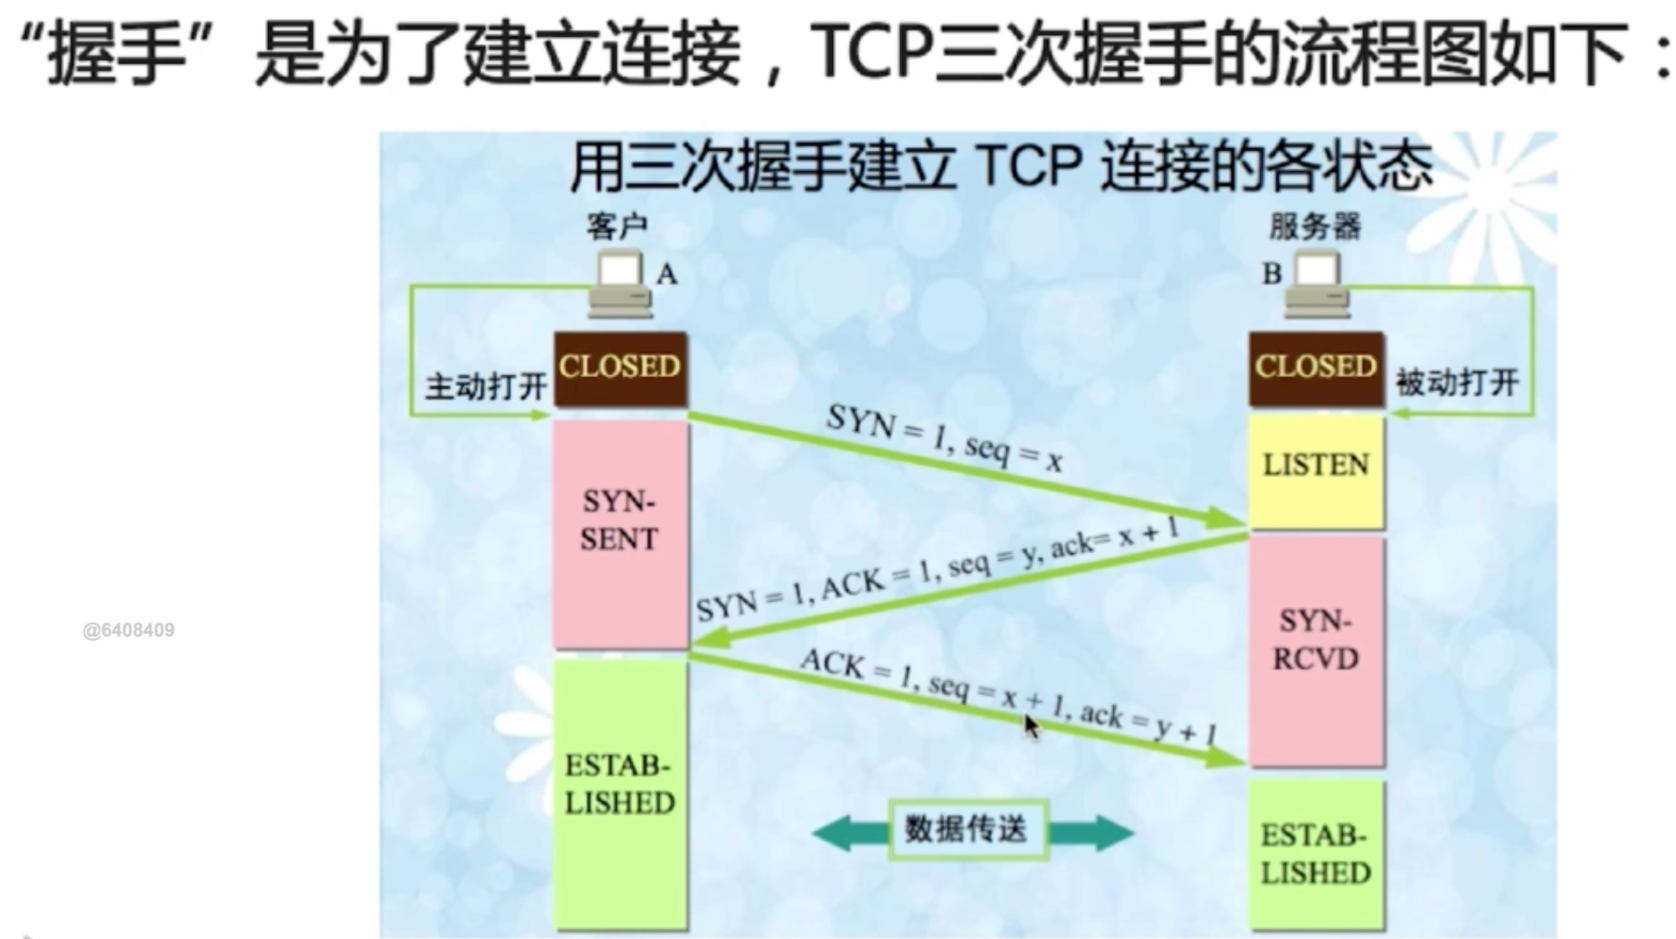 “握手”是为了建立连接，TCP三次握手的流程图如下：
用三次握手建立 TCP 连接的各状态
客户
服务器
A
B
CLOSED
CLOSED
主动打开
被动打开
SYN = 1, seq = x
LISTEN
SYN-
SENT
SYN = 1, ACK = 1, seq = y, ack= x + 1
SYN-
RCVD
ACK = 1, seq = x + 1, ack = y + 1
ESTAB-
LISHED
数据传送
ESTAB-
LISHED
@6408409